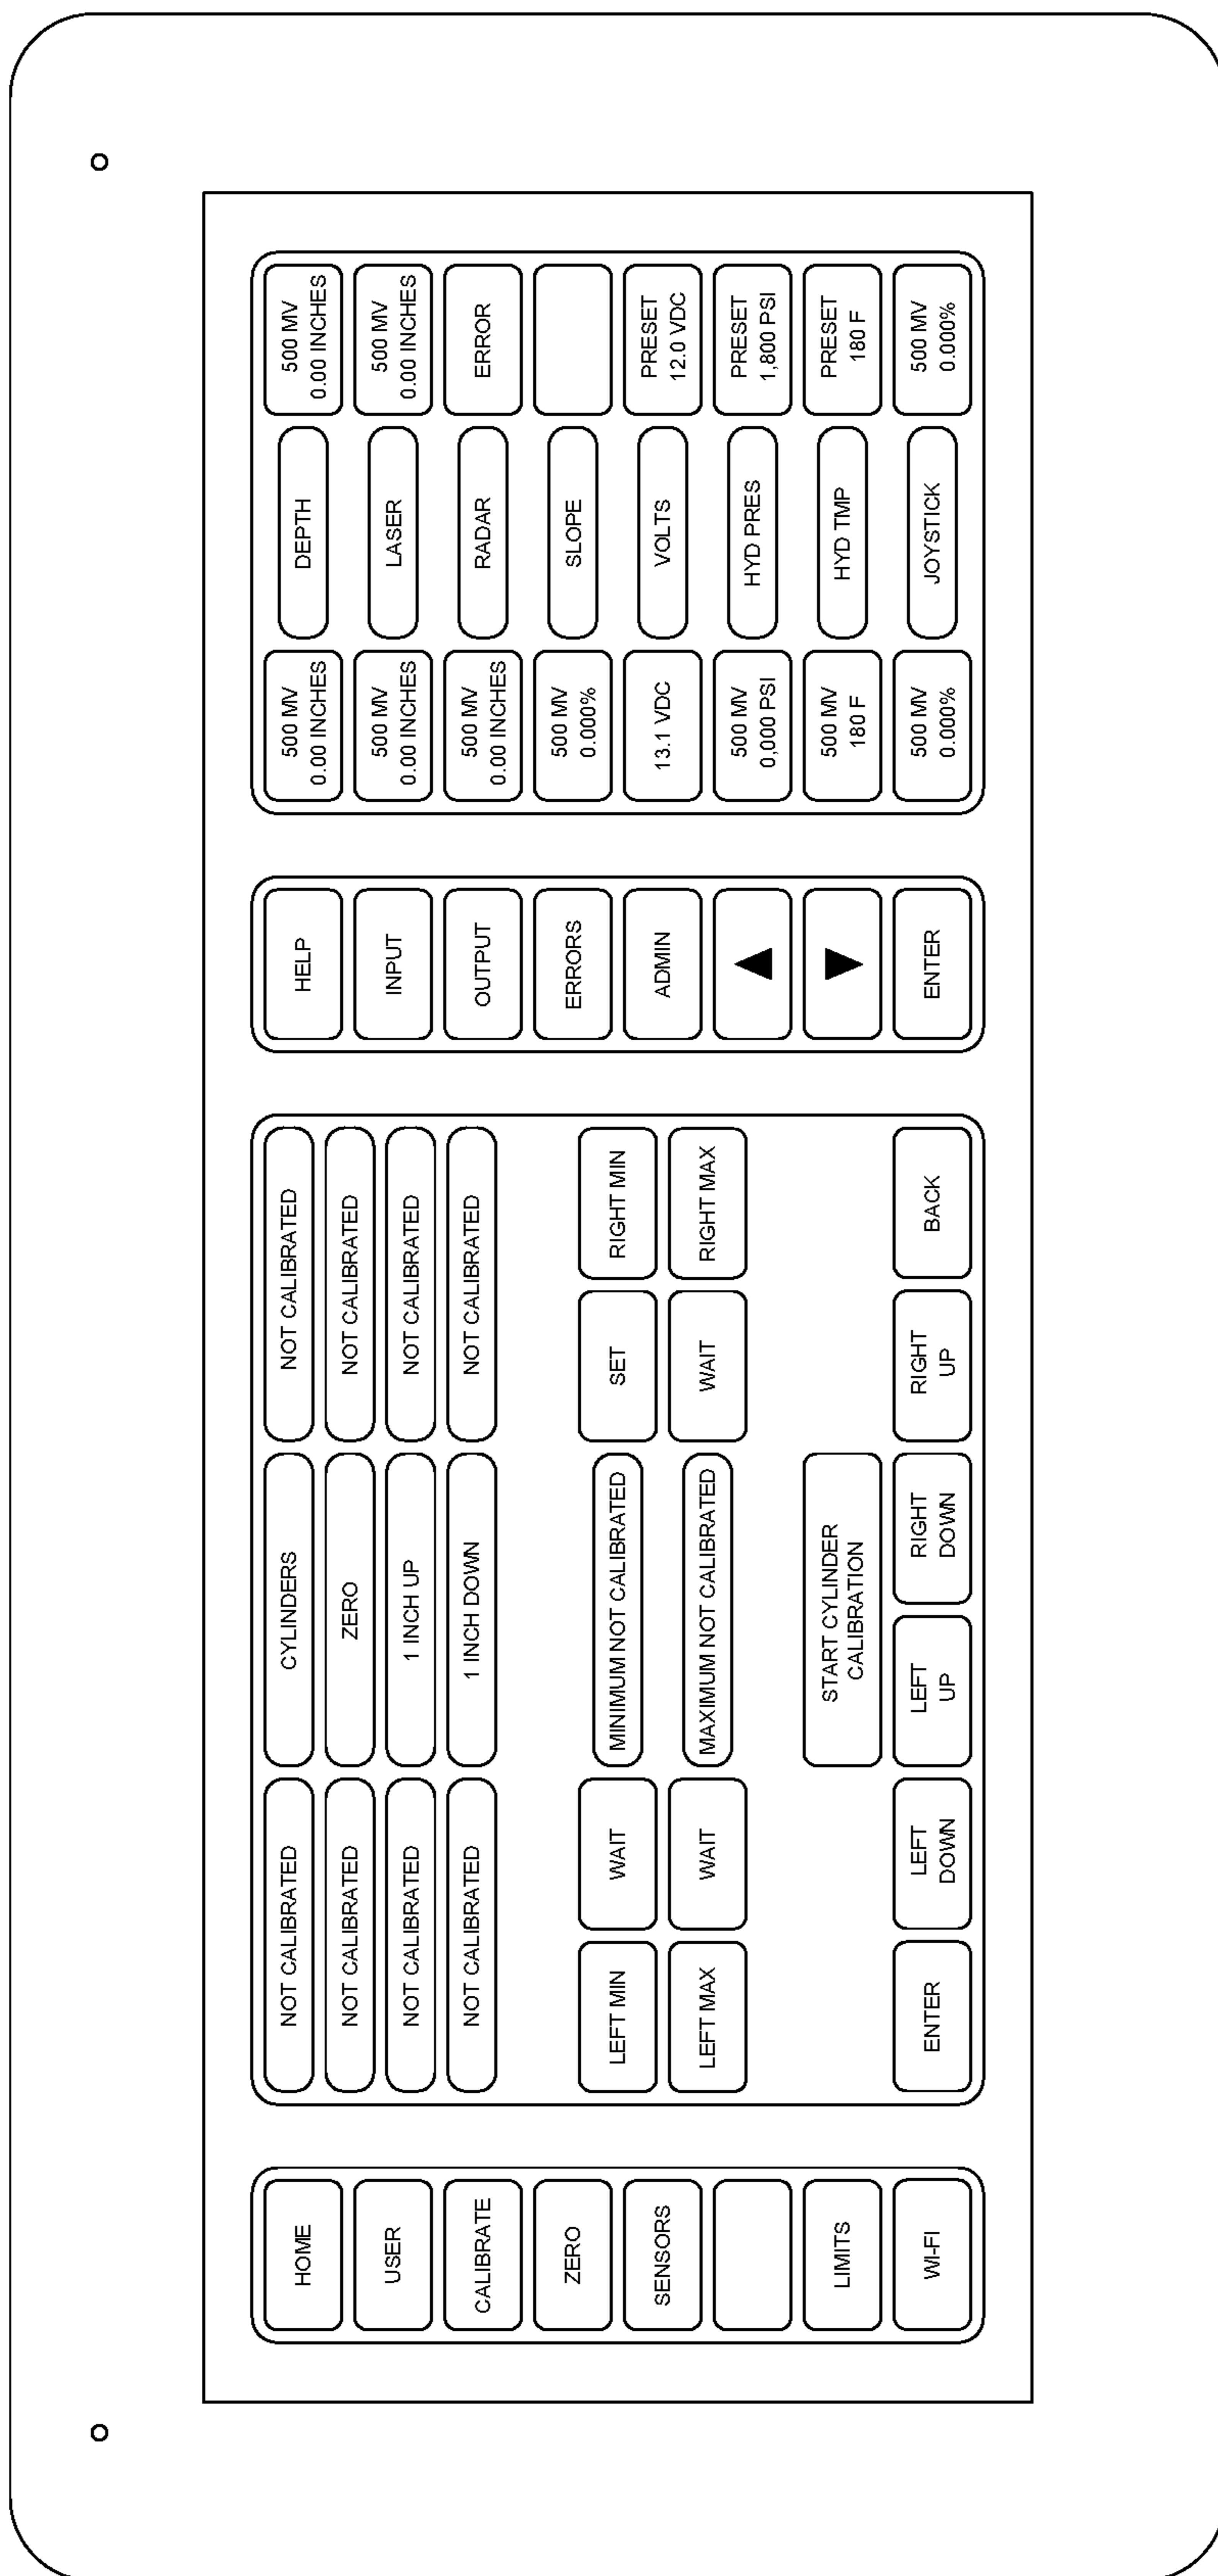 HOME
USER
CALIBRATE
ZERO
SENSORS
LIMITS
WI-FI
NOT CALIBRATED
CYLINDERS
NOT CALIBRATED
NOT CALIBRATED
ZERO
NOT CALIBRATED
NOT CALIBRATED
1 INCH UP
NOT CALIBRATED
NOT CALIBRATED
1 INCH DOWN
NOT CALIBRATED
LEFT MIN
WAIT
MINIMUM NOT CALIBRATED
SET
RIGHT MIN
LEFT MAX
WAIT
MAXIMUM NOT CALIBRATED
WAIT
RIGHT MAX
START CYLINDER
CALIBRATION
ENTER
LEFT
DOWN
LEFT
UP
RIGHT
DOWN
RIGHT
UP
BACK
HELP
INPUT
OUTPUT
ERRORS
ADMIN
ENTER
500 MV
0.00 INCHES
DEPTH
500 MV
0.00 INCHES
500 MV
0.00 INCHES
LASER
500 MV
0.00 INCHES
500 MV
0.00 INCHES
RADAR
ERROR
500 MV
0.000%
SLOPE
13.1 VDC
VOLTS
PRESET
12.0 VDC
500 MV
0,000 PSI
HYD PRES
PRESET
1,800 PSI
500 MV
180 F
HYD TMP
PRESET
180 F
500 MV
0.000%
JOYSTICK
500 MV
0.000%